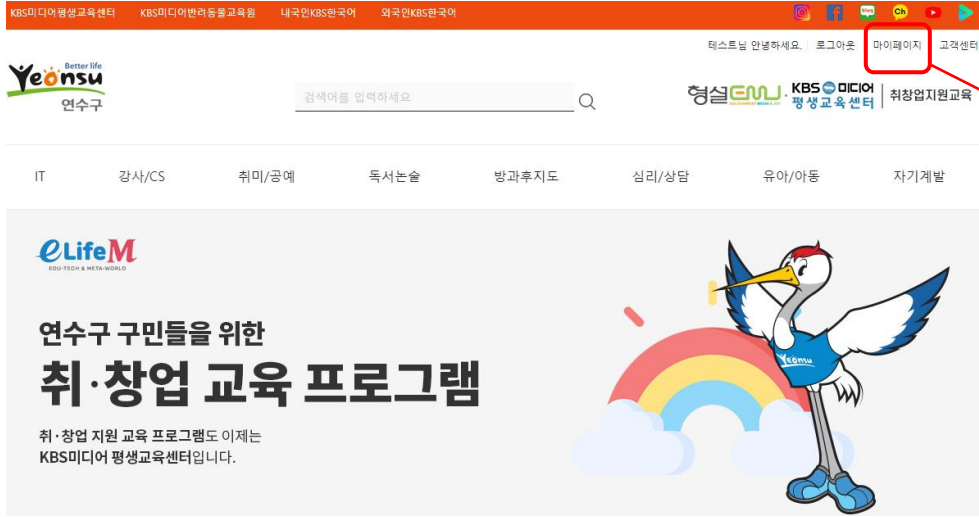 KBS미디어평생교육센터 KBS미디어반려동물교육원 내국인KBS한국어 외국인KBS한국어
blog Ch
테스트님 안녕하세요. 로그아웃 마이페이지 고객센터
Better life
Yeonsu
연수구
검색어를 입력하세요
형설EMJ · KBS미디어 평생교육센터 | 취창업지원교육
IT 강사/CS 취미/공예 독서논술 방과후지도 심리/상담 유아/아동 자기계발
eLifeM
EDU-TECH & META-WORLD
연수구 구민들을 위한
취·창업 교육 프로그램
취·창업 지원 교육 프로그램도 이제는
KBS미디어 평생교육센터입니다.
Yeonsu